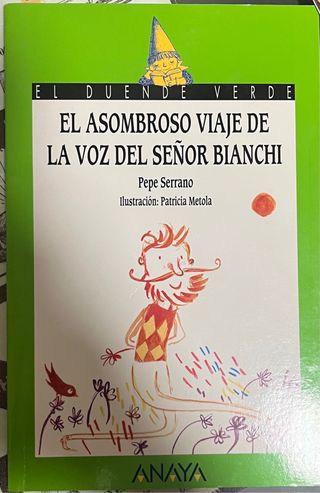 EL DUENDE VERDE
EL ASOMBROSO VIAJE DE
LA VOZ DEL SEÑOR BIANCHI
Pepe Serrano
Ilustración: Patricia Metola
ANAYA